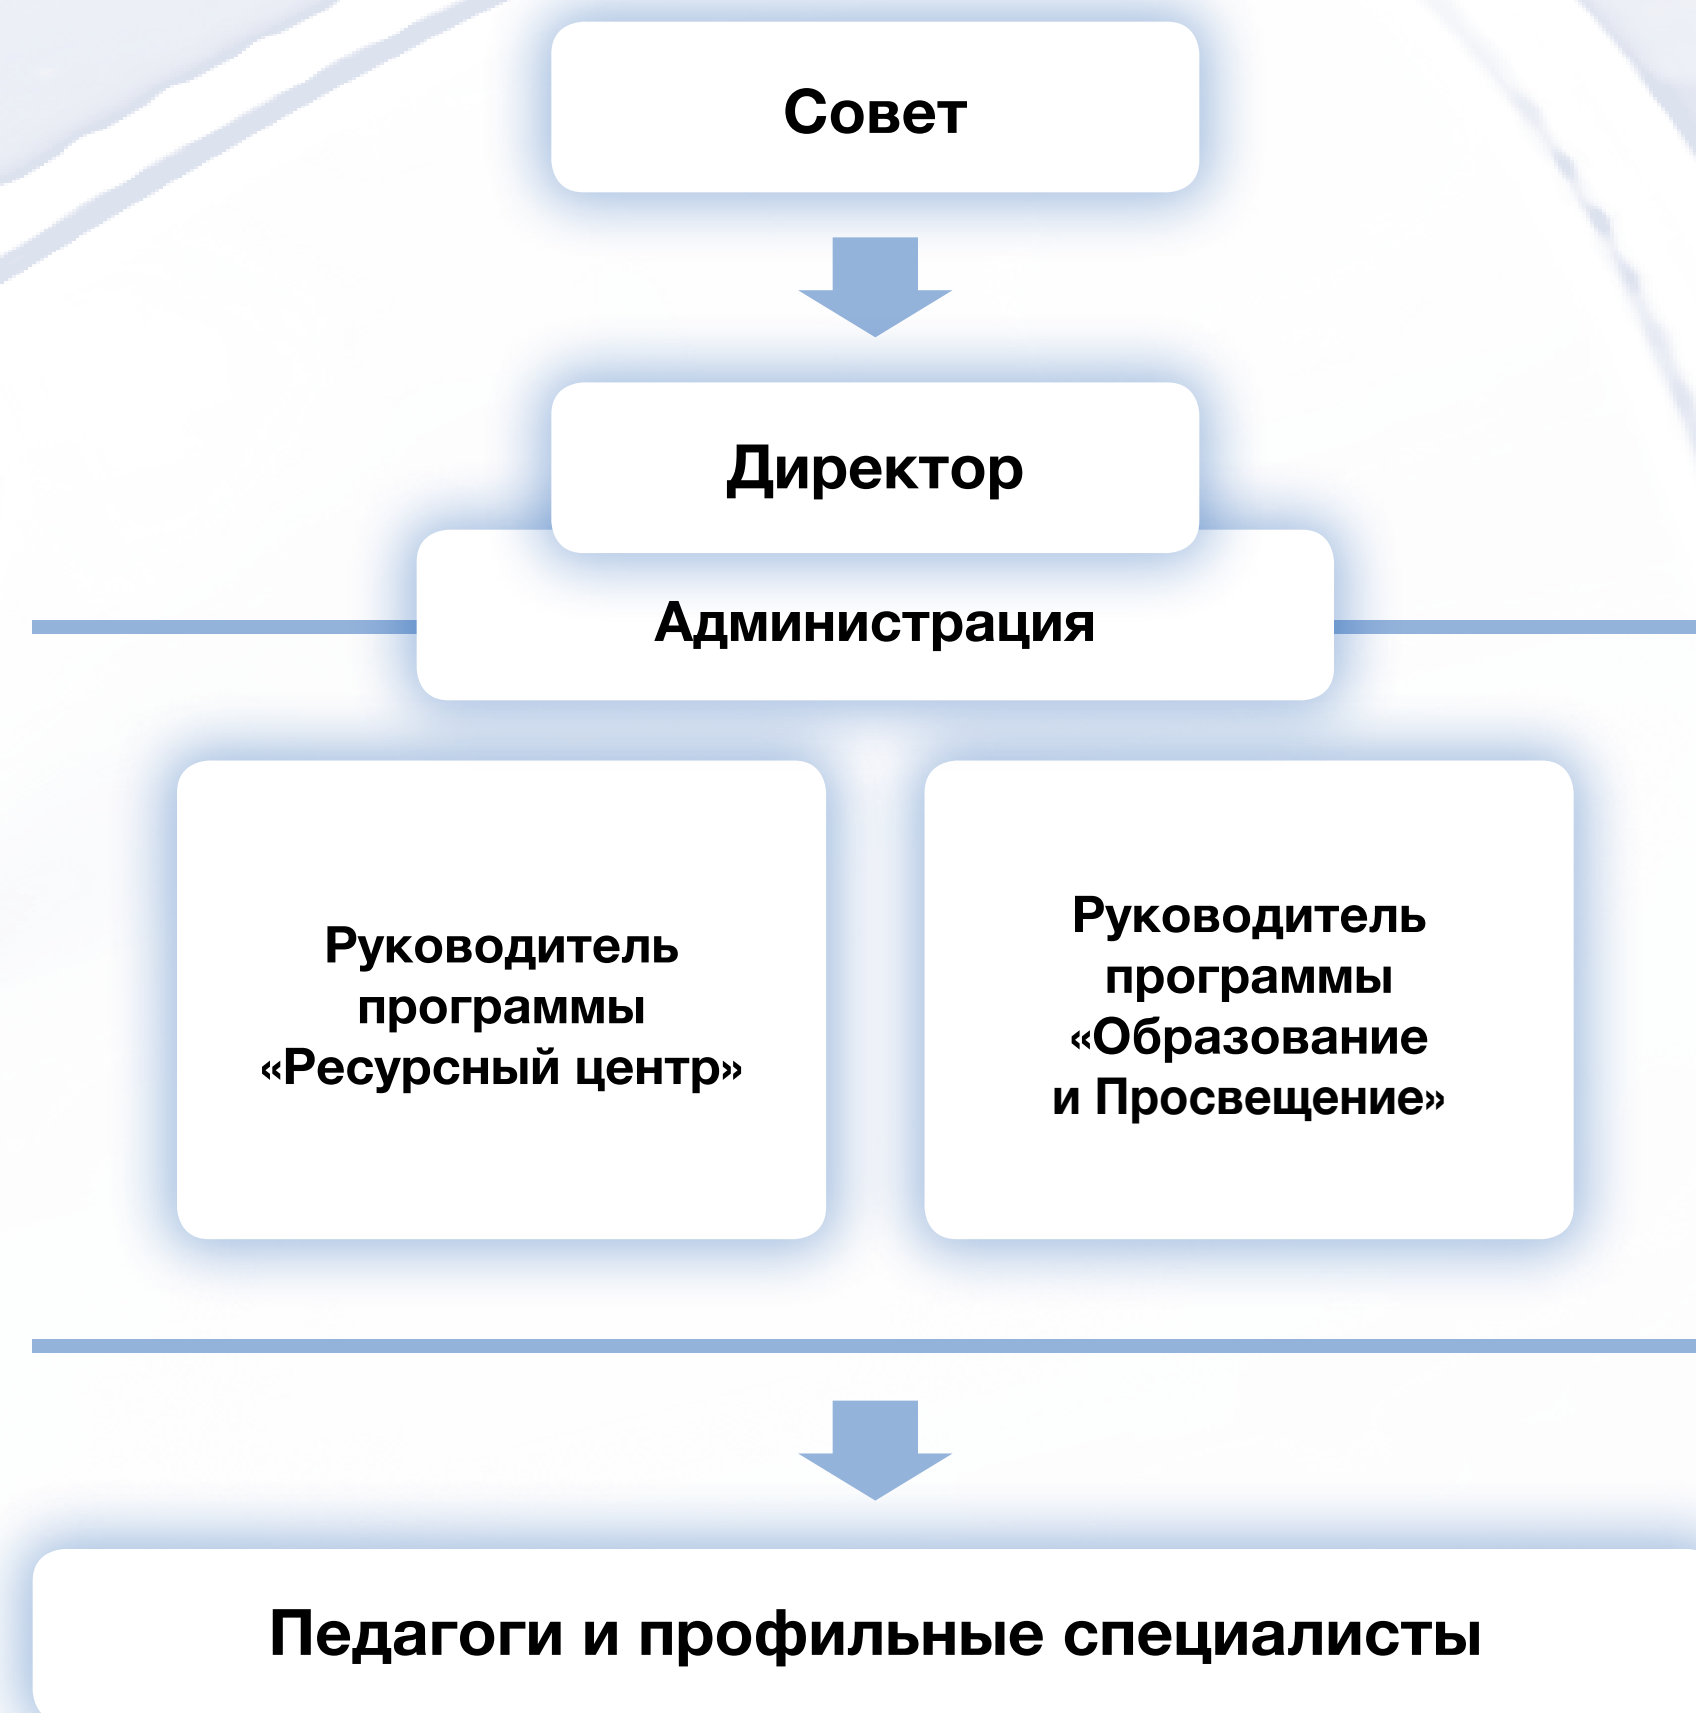 Совет
Директор
Администрация
Руководитель
программы
«Ресурсный центр»
Руководитель
программы
«Образование
и Просвещение»
Педагоги и профильные специалисты